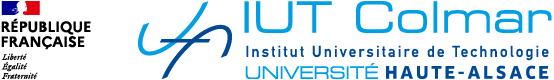 RÉPUBLIQUE
FRANÇAISE
Liberté
Égalité
Fraternité
IUT Colmar
Institut Universitaire de Technologie
UNIVERSITÉ HAUTE-ALSACE